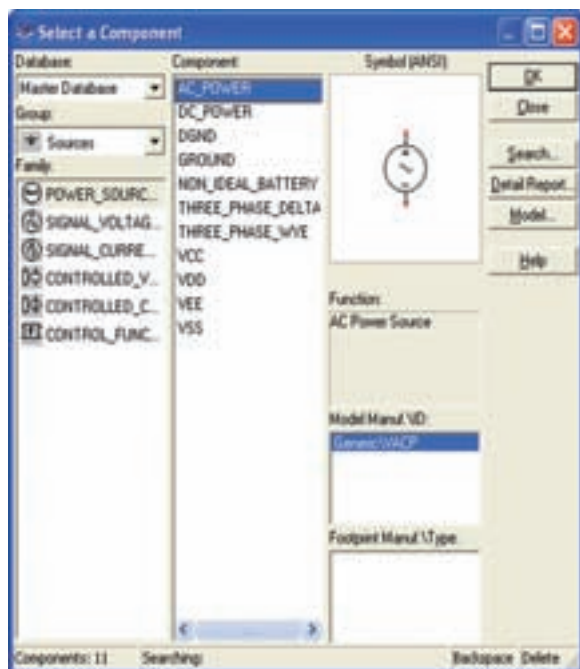 Select a Component
Database:
Master Database
Group:
Sources
Family:
POWER_SOURC...
SIGNAL_VOLTAG...
SIGNAL_CURRE...
CONTROLLED_V...
CONTROLLED_C...
CONTROL_FUNC...
Component:
AC_POWER
DC_POWER
DGND
GROUND
NON_IDEAL_BATTERY
THREE_PHASE_DELTA
THREE_PHASE_WYE
VCC
VDD
VEE
VSS
Symbol (ANSI)
Function:
AC Power Source
Model Manuf.\ID:
Generic\VACP
Footprint Manuf.\Type:
OK
Close
Search...
Detail Report...
Model...
Help
Components: 11
Searching:
Backspace
Delete